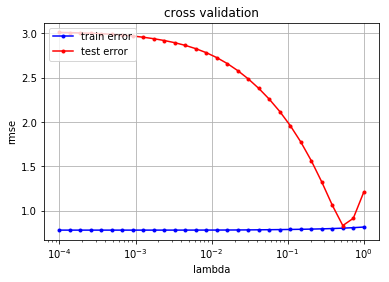 cross validation
train error
test error
rmse
3.0
2.5
2.0
1.5
1.0
10⁻⁴ 10⁻³ 10⁻² 10⁻¹ 10⁰
lambda